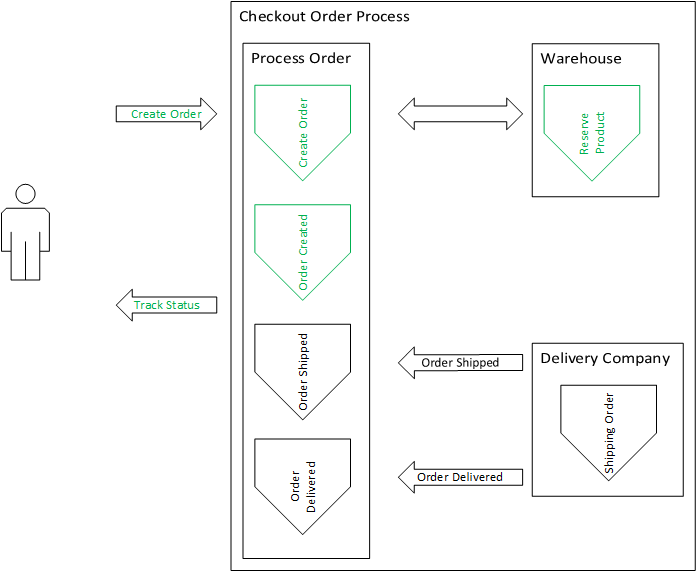 Checkout Order Process
Process Order
Warehouse
Create Order
Create Order
Reserve
Product
Order Created
Track Status
Order Shipped
Order Shipped
Delivery Company
Shipping Order
Order
Delivered
Order Delivered